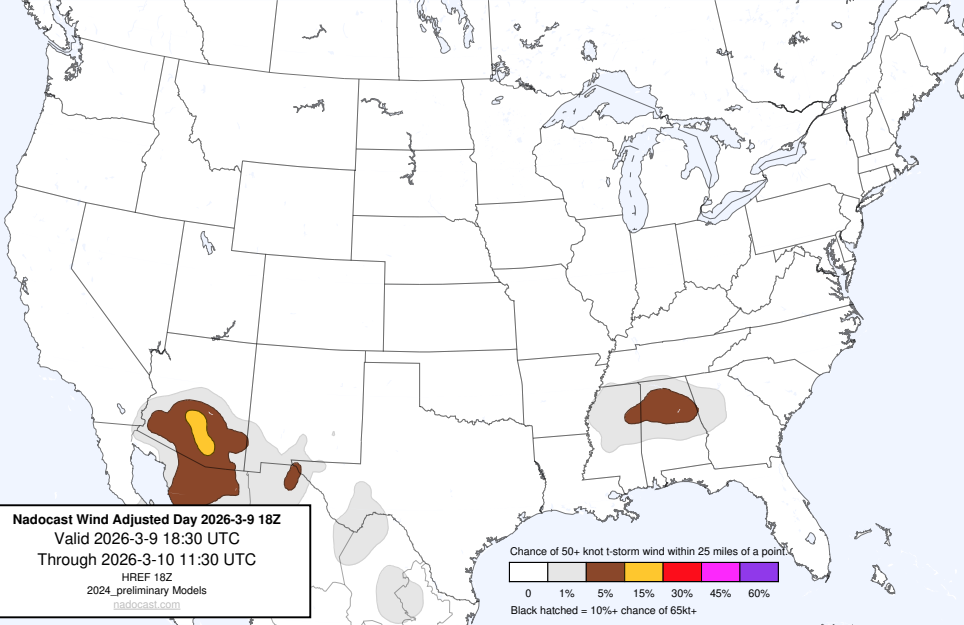 Nadocast Wind Adjusted Day 2026-3-9 18Z
Valid 2026-3-9 18:30 UTC
Through 2026-3-10 11:30 UTC
HREF 18Z
2024_preliminary Models
nadocast.com
Chance of 50+ knot t-storm wind within 25 miles of a point.
0 1% 5% 15% 30% 45% 60%
Black hatched = 10%+ chance of 65kt+